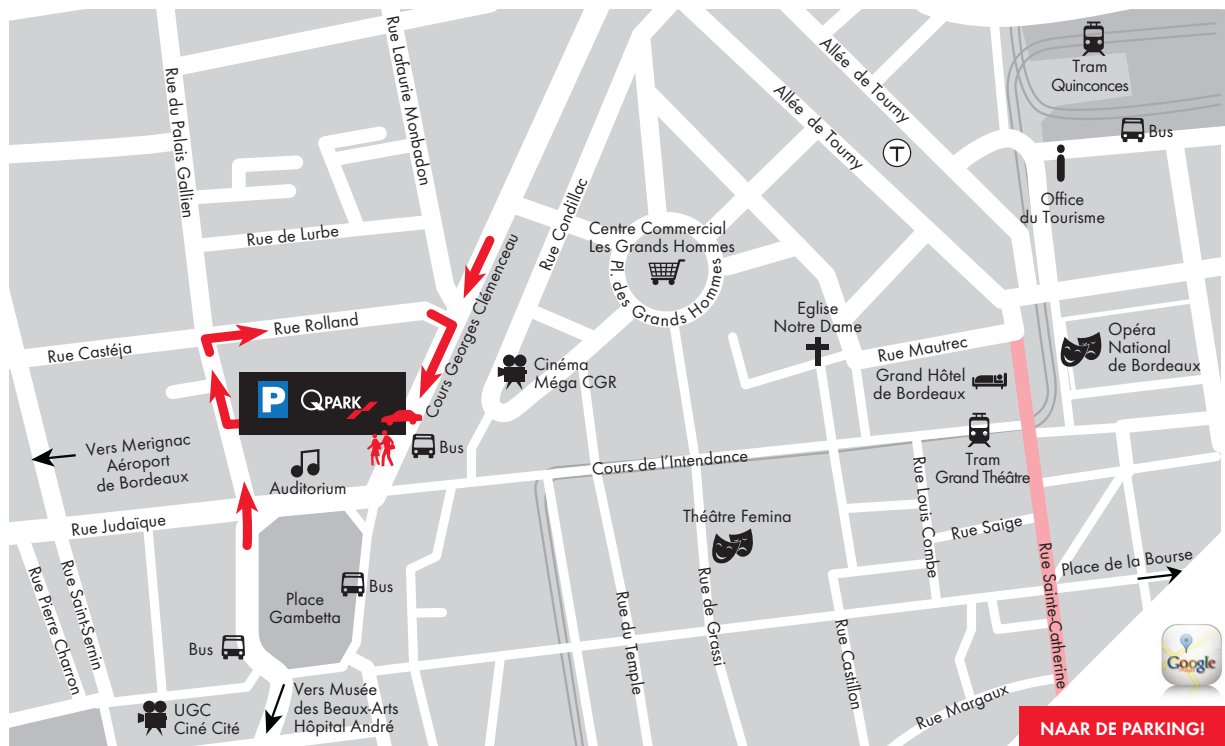 Rue du Palais Gallien
Rue Lafaurie Monbadon
Allée de Tourny
Allée de Tourny
T
Tram
Quinconces
Bus
Office
du Tourisme
Rue de Lurbe
Rue Condillac
Centre Commercial
Les Grands Hommes
Pl. des Grands Hommes
Cours Georges Clémenceau
Rue Rolland
Rue Castéja
Eglise
Notre Dame
Rue Mautrec
Opéra
National
de Bordeaux
Cinéma
Méga CGR
Grand Hôtel
de Bordeaux
P QPARK
Bus
Vers Merignac
Aéroport
de Bordeaux
Auditorium
Cours de l'Intendance
Tram
Grand Théâtre
Rue Judaïque
Théâtre Femina
Rue Louis Combe
Rue Saige
Place de la Bourse
Rue Sainte-Catherine
Rue Pierre Charron
Rue Saint-Sernin
Place
Gambetta
Bus
Bus
Rue du Temple
Rue de Grassi
Rue Castillon
Rue Margaux
Google
maps
UGC
Ciné Cité
Vers Musée
des Beaux-Arts
Hôpital André
NAAR DE PARKING!